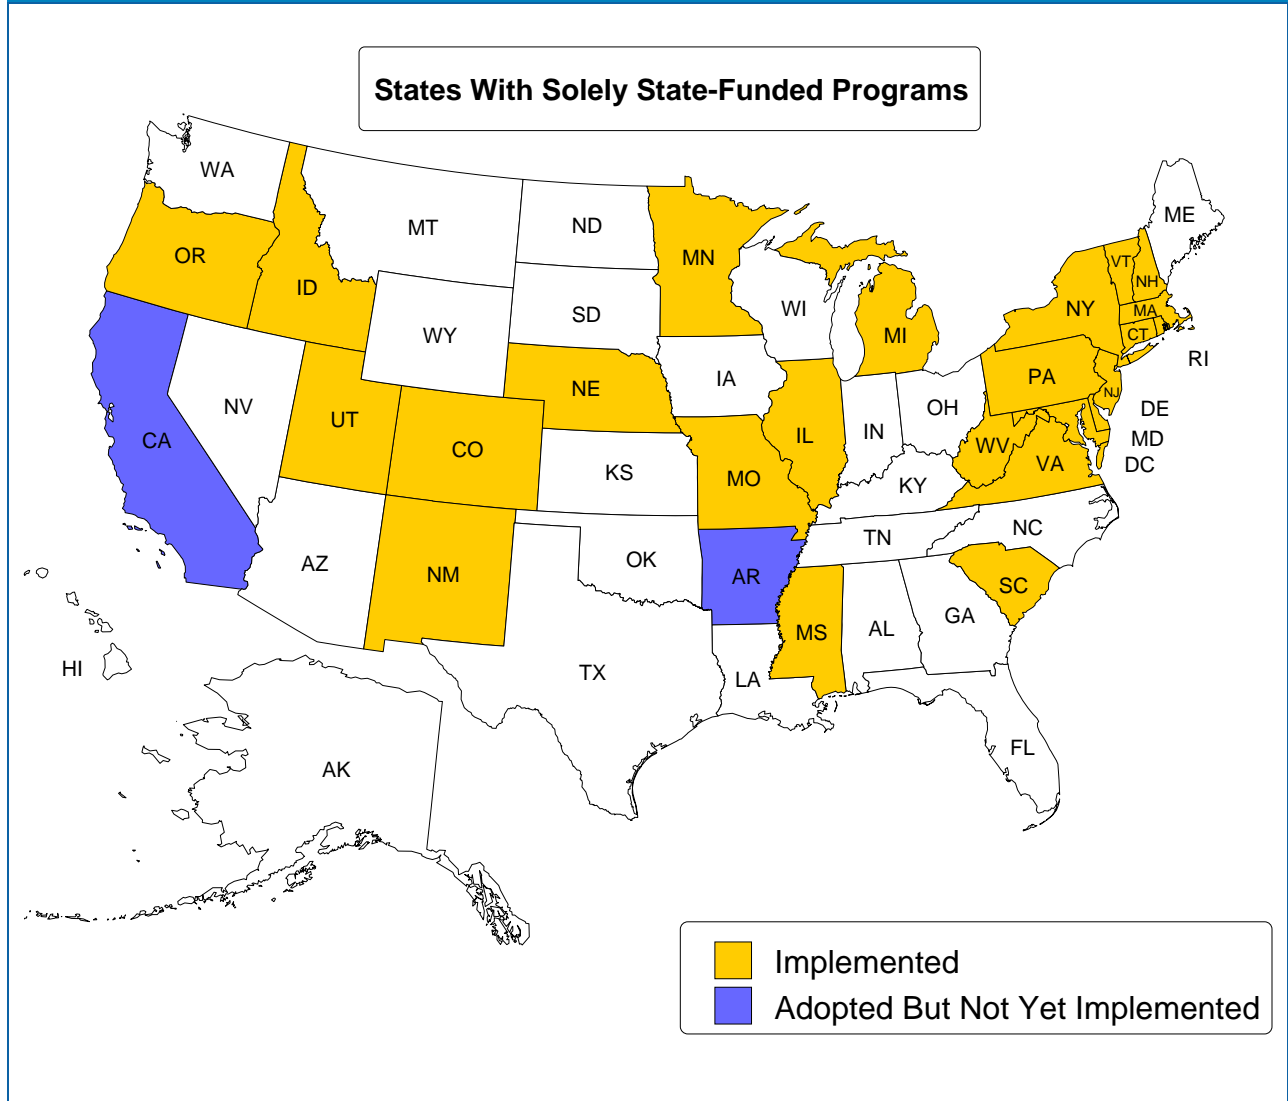 States With Solely State-Funded Programs
WA
MT
ND
MN
ME
OR
ID
SD
WI
VT
NH
NY
MA
CT
MI
RI
WY
IA
NE
PA
NJ
NV
UT
CO
IL
IN
OH
DE
MD
DC
CA
KS
MO
KY
WV
VA
AZ
NM
OK
AR
TN
NC
SC
HI
TX
LA
MS
AL
GA
FL
AK
Implemented
Adopted But Not Yet Implemented